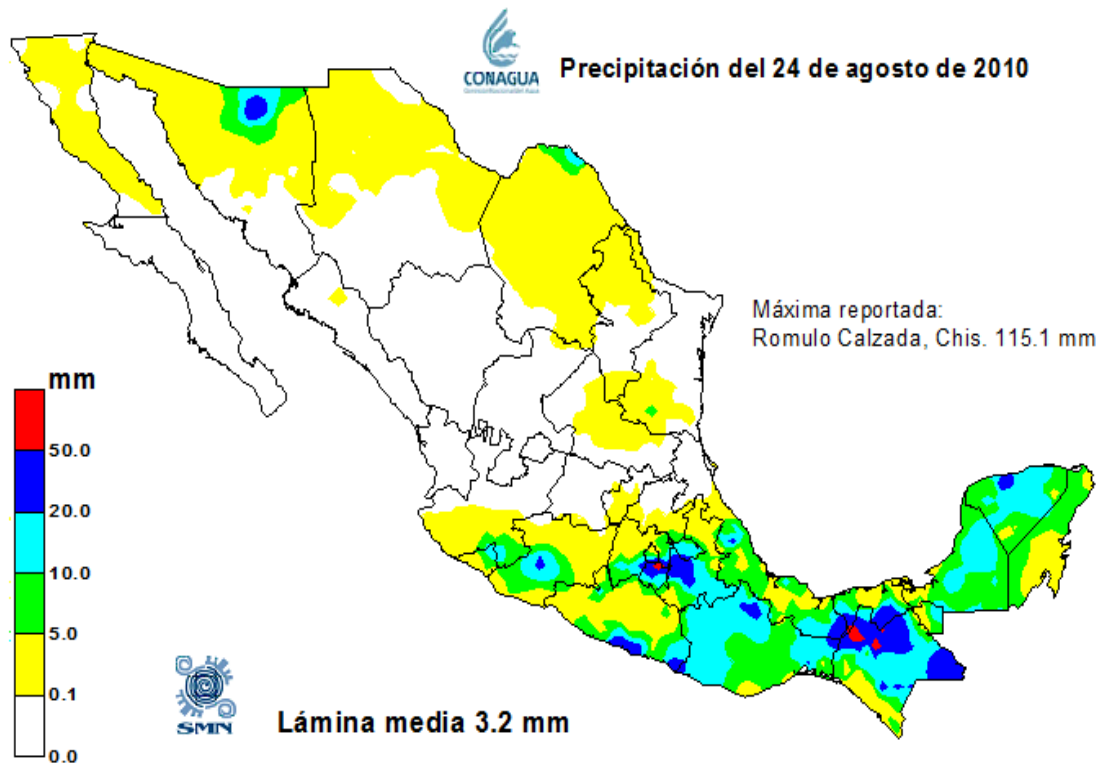 CONAGUA
Precipitación del 24 de agosto de 2010
Máxima reportada:
Romulo Calzada, Chis. 115.1 mm
mm
50.0
20.0
10.0
5.0
0.1
0.0
SMN
Lámina media 3.2 mm